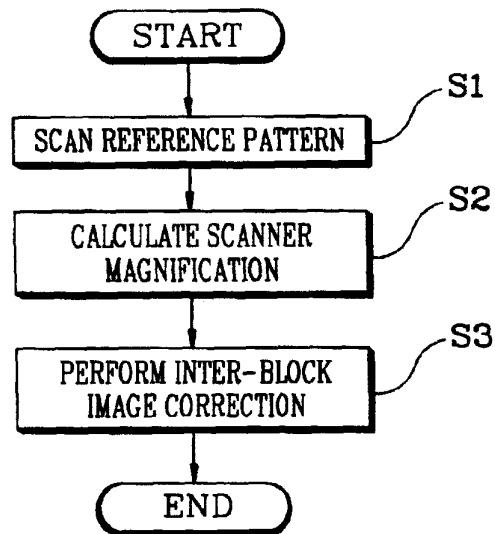 START
S1
SCAN REFERENCE PATTERN
S2
CALCULATE SCANNER
MAGNIFICATION
S3
PERFORM INTER-BLOCK
IMAGE CORRECTION
END